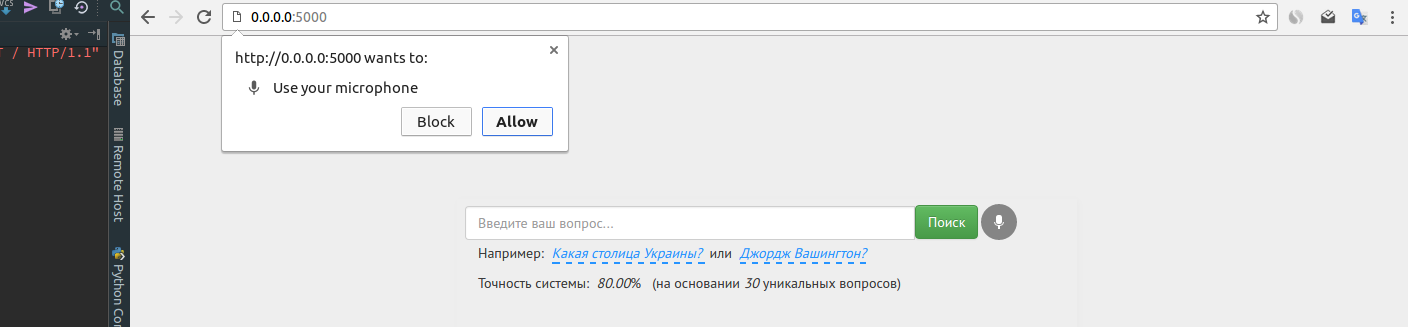 VCS
0.0.0.0:5000
T / HTTP/1.1"
http://0.0.0.0:5000 wants to:
Use your microphone
Block Allow
Database
Remote Host
Python Con
Введите ваш вопрос... Поиск
Например: Какая столица Украины? или Джордж Вашингтон?
Точность системы: 80.00% (на основании 30 уникальных вопросов)